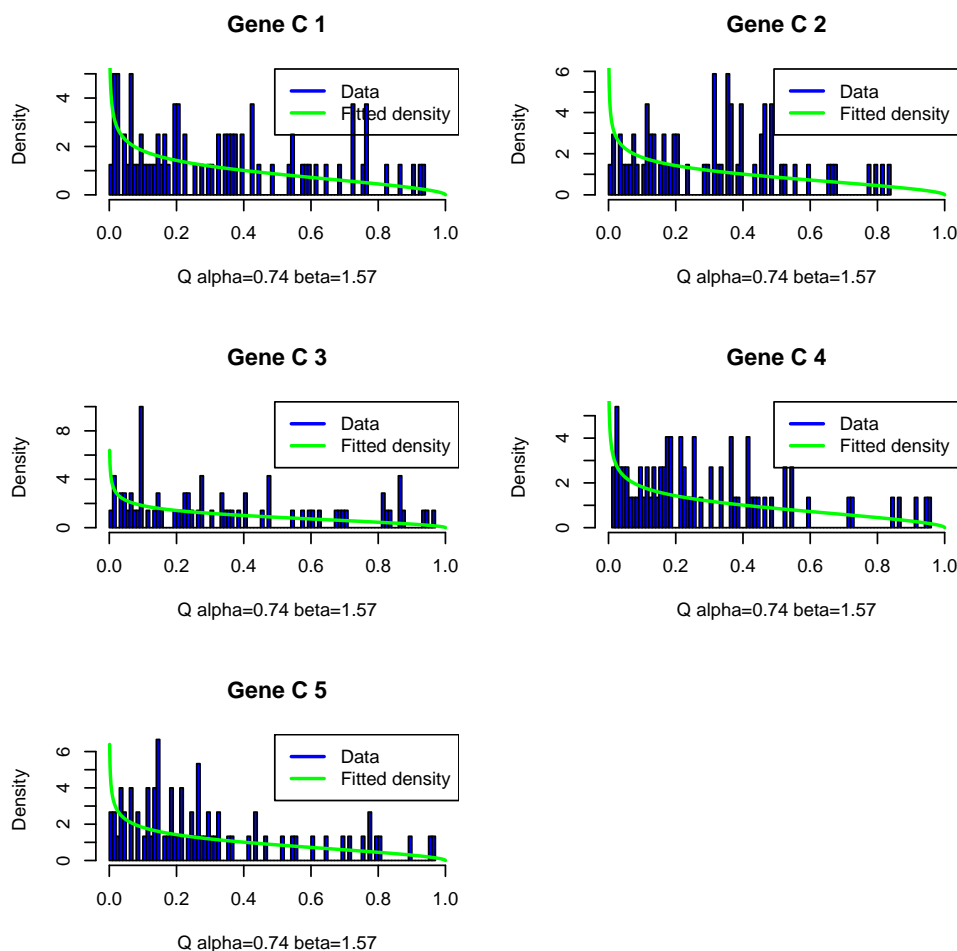 Gene C 1
Data
Fitted density
Density
0 2 4
0.0 0.2 0.4 0.6 0.8 1.0
Q alpha=0.74 beta=1.57
Gene C 2
Data
Fitted density
Density
0 2 4 6
0.0 0.2 0.4 0.6 0.8 1.0
Q alpha=0.74 beta=1.57
Gene C 3
Data
Fitted density
Density
0 4 8
0.0 0.2 0.4 0.6 0.8 1.0
Q alpha=0.74 beta=1.57
Gene C 4
Data
Fitted density
Density
0 2 4
0.0 0.2 0.4 0.6 0.8 1.0
Q alpha=0.74 beta=1.57
Gene C 5
Data
Fitted density
Density
0 2 4 6
0.0 0.2 0.4 0.6 0.8 1.0
Q alpha=0.74 beta=1.57